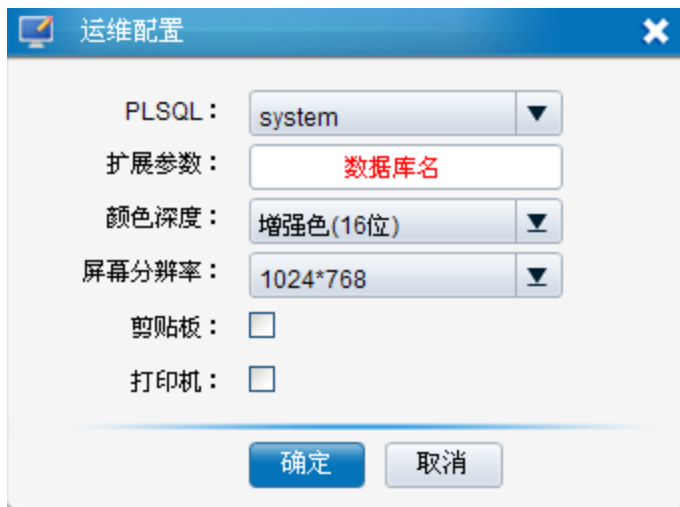 运维配置
PLSQL： system
扩展参数： 数据库名
颜色深度： 增强色(16位)
屏幕分辨率： 1024*768
剪贴板：
打印机：
确定 取消